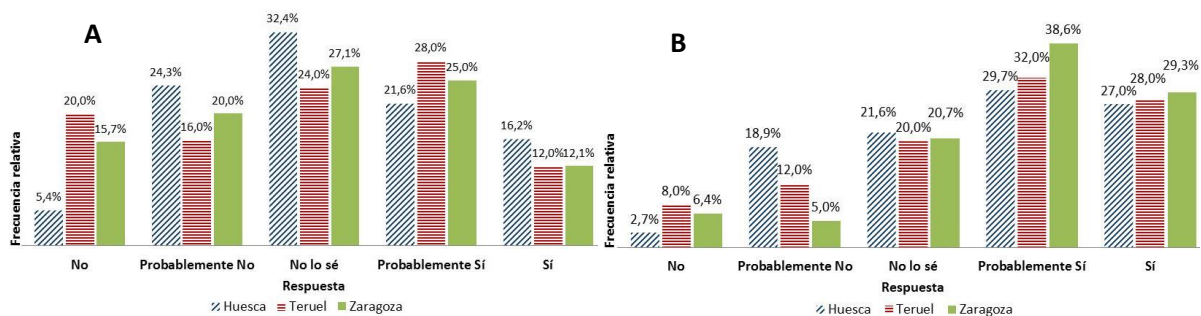 A
Frecuencia relativa
5,4%
20,0%
15,7%
24,3%
16,0%
20,0%
32,4%
24,0%
27,1%
21,6%
28,0%
25,0%
16,2%
12,0%
12,1%
No
Probablemente No
No lo sé
Probablemente Sí
Sí
Respuesta
Huesca
Teruel
Zaragoza
B
Frecuencia relativa
2,7%
8,0%
6,4%
18,9%
12,0%
5,0%
21,6%
20,0%
20,7%
29,7%
32,0%
38,6%
27,0%
28,0%
29,3%
No
Probablemente No
No lo sé
Probablemente Sí
Sí
Respuesta
Huesca
Teruel
Zaragoza